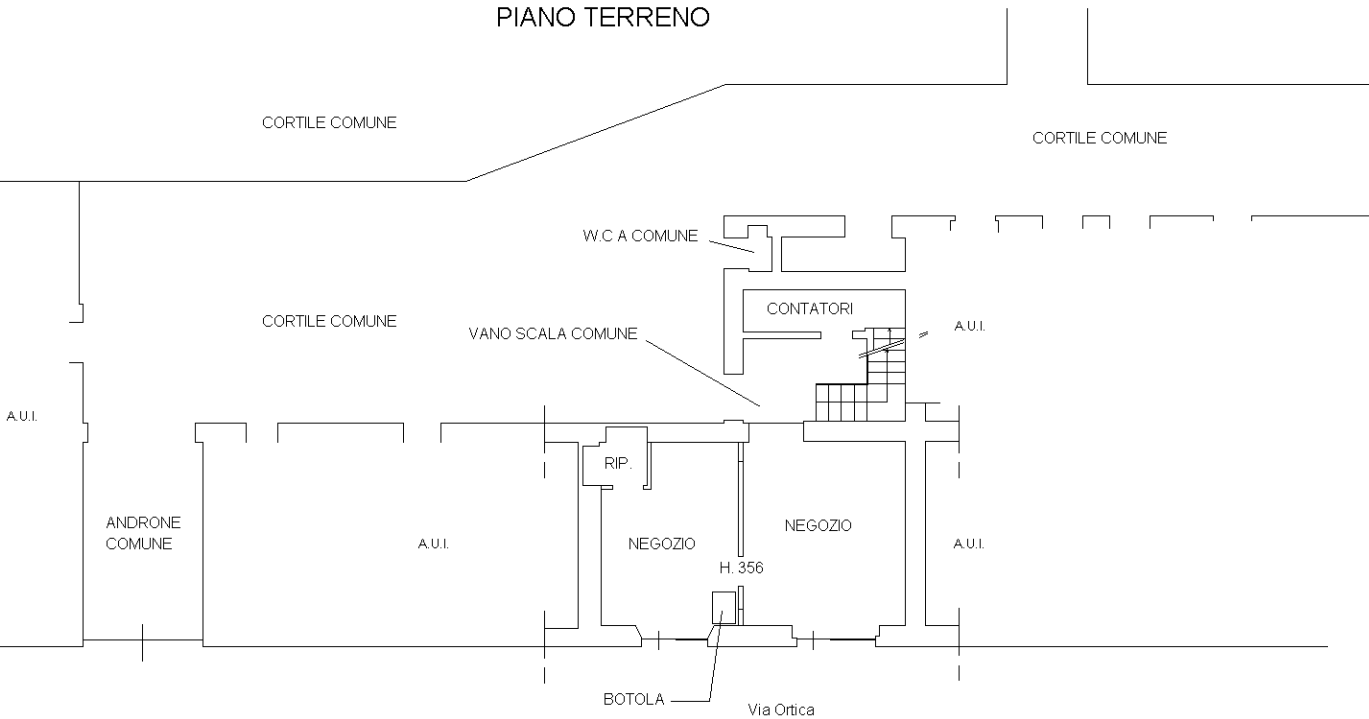 PIANO TERRENO
CORTILE COMUNE
CORTILE COMUNE
W.C A COMUNE
CONTATORI
CORTILE COMUNE
VANO SCALA COMUNE
A.U.I.
A.U.I.
RIP.
ANDRONE
COMUNE
A.U.I.
NEGOZIO
NEGOZIO
A.U.I.
H. 356
BOTOLA
Via Ortica